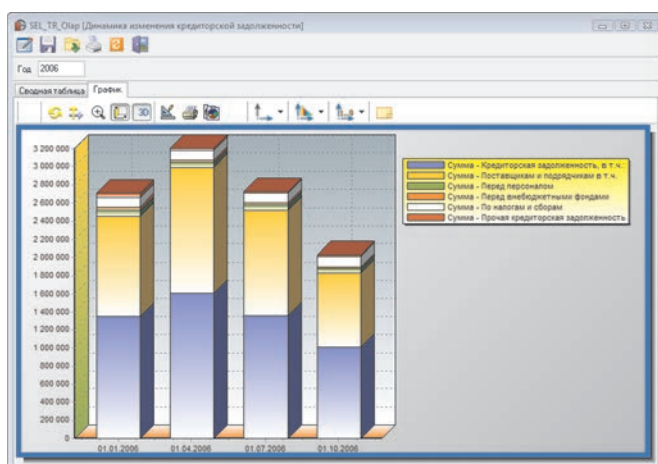 SEL_TR_Olap [Динамика изменения кредиторской задолженности]
Год 2006
Сводная таблица График
3D
3 200 000
3 000 000
2 800 000
2 600 000
2 400 000
2 200 000
2 000 000
1 800 000
1 600 000
1 400 000
1 200 000
1 000 000
800 000
600 000
400 000
200 000
0
01.01.2006 01.04.2006 01.07.2006 01.10.2006
Сумма - Кредиторская задолженность, в т.ч.
Сумма - Поставщикам и подрядчикам в т.ч.
Сумма - Перед персоналом
Сумма - Перед внебюджетными фондами
Сумма - По налогам и сборам
Сумма - Прочая кредиторская задолженность